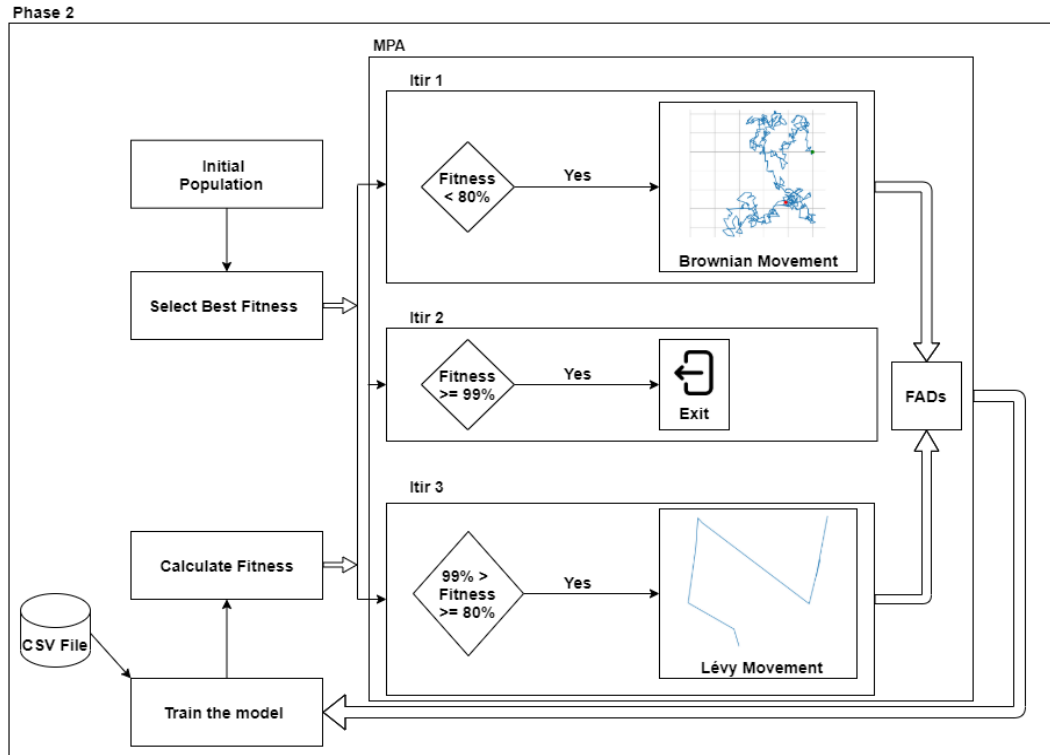 Phase 2
MPA
Itir 1
Initial
Population
Fitness
< 80%
Yes
Brownian Movement
Select Best Fitness
Itir 2
Fitness
>= 99%
Yes
Exit
FADs
Itir 3
Calculate Fitness
99% >
Fitness
>= 80%
Yes
Lévy Movement
CSV File
Train the model